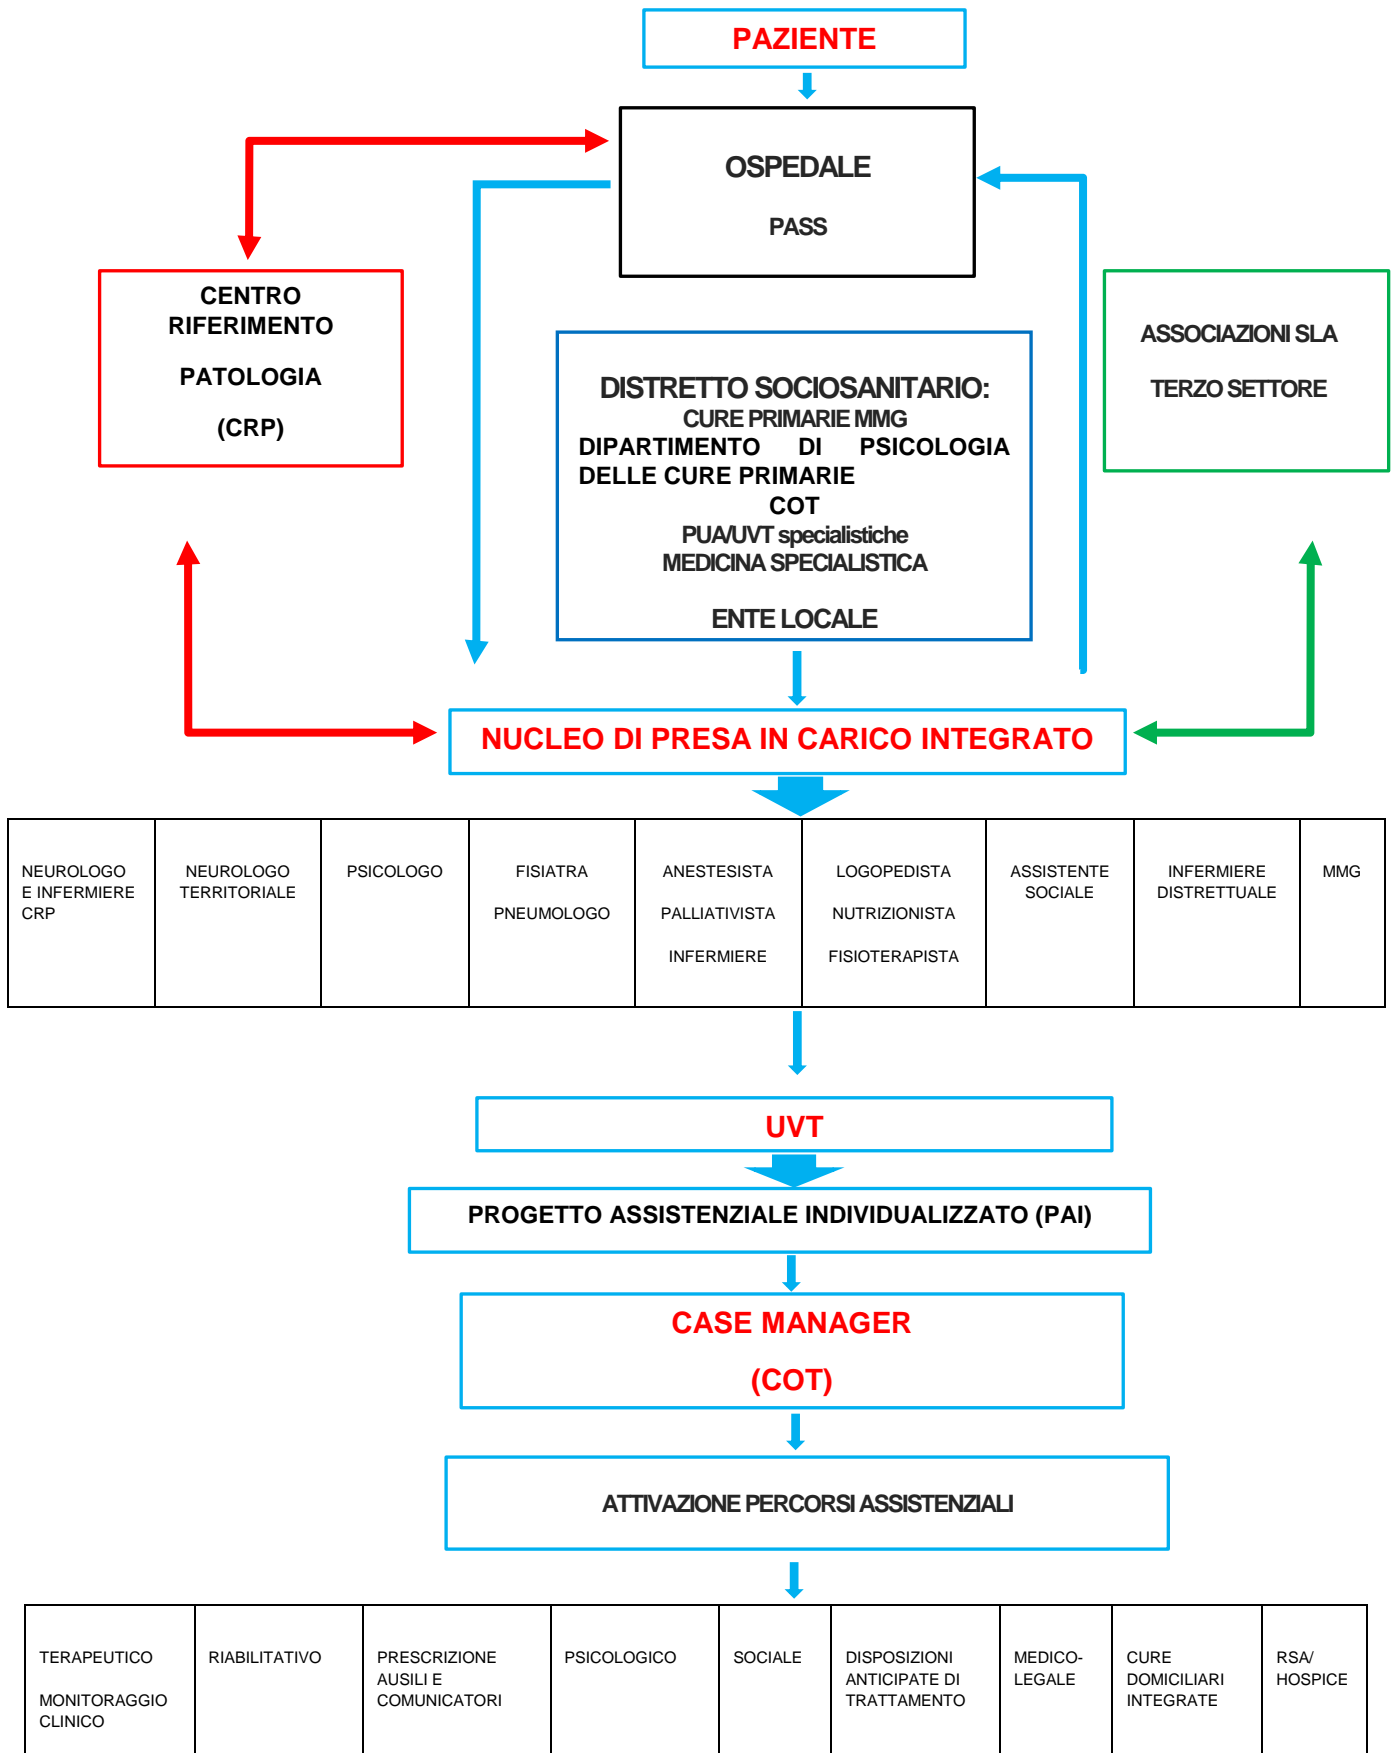 PAZIENTE
OSPEDALE
PASS
CENTRO
RIFERIMENTO
PATOLOGIA
(CRP)
DISTRETTO SOCIOSANITARIO:
CURE PRIMARIE MMG
DIPARTIMENTO DI PSICOLOGIA
DELLE CURE PRIMARIE
COT
PUA/UVT specialistiche
MEDICINA SPECIALISTICA
ENTE LOCALE
ASSOCIAZIONI SLA
TERZO SETTORE
NUCLEO DI PRESA IN CARICO INTEGRATO
NEUROLOGO
E INFERMIERE
CRP
NEUROLOGO
TERRITORIALE
PSICOLOGO
FISIATRA
PNEUMOLOGO
ANESTESISTA
PALLIATIVISTA
INFERMIERE
LOGOPEDISTA
NUTRIZIONISTA
FISIOTERAPISTA
ASSISTENTE
SOCIALE
INFERMIERE
DISTRETTUALE
MMG
UVT
PROGETTO ASSISTENZIALE INDIVIDUALIZZATO (PAI)
CASE MANAGER
(COT)
ATTIVAZIONE PERCORSI ASSISTENZIALI
TERAPEUTICO
MONITORAGGIO
CLINICO
RIABILITATIVO
PRESCRIZIONE
AUSILI E
COMUNICATORI
PSICOLOGICO
SOCIALE
DISPOSIZIONI
ANTICIPATE DI
TRATTAMENTO
MEDICO-
LEGALE
CURE
DOMICILIARI
INTEGRATE
RSA/
HOSPICE